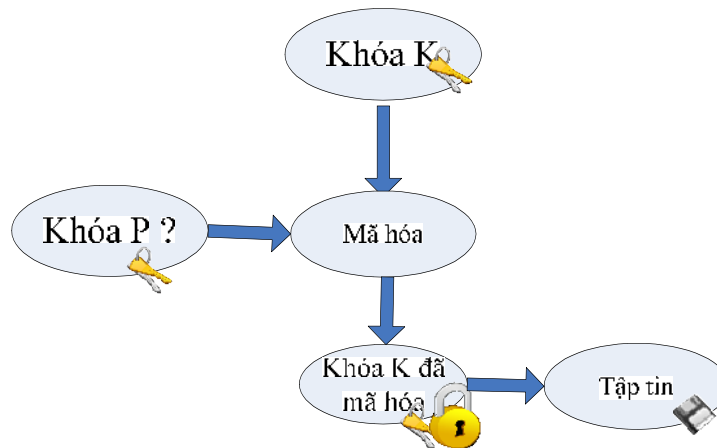 Khóa K
Khóa P ?
Mã hóa
Khóa K đã
mã hóa
Tập tin